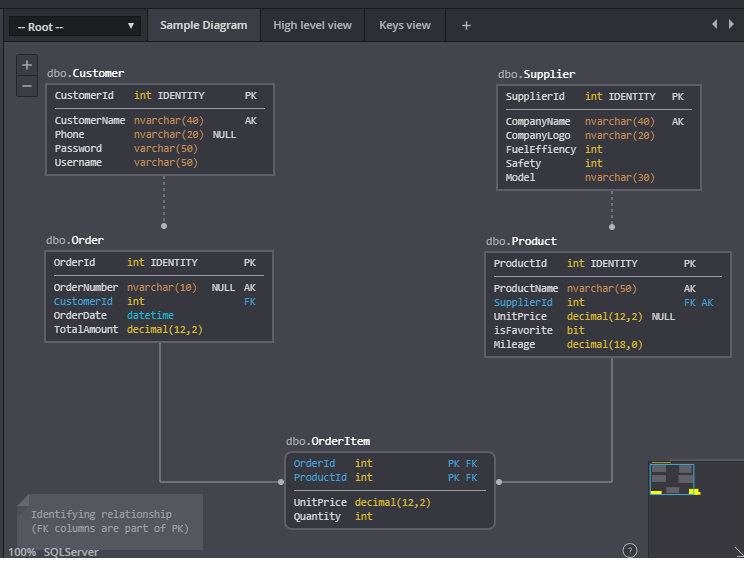 -- Root --
Sample Diagram
High level view
Keys view
+
+
−
dbo.Customer
CustomerId int IDENTITY PK
CustomerName nvarchar(40) AK
Phone nvarchar(20) NULL
Password varchar(50)
Username varchar(50)
dbo.Supplier
SupplierId int IDENTITY PK
CompanyName nvarchar(40) AK
CompanyLogo nvarchar(20)
FuelEffiency int
Safety int
Model nvarchar(30)
dbo.Order
OrderId int IDENTITY PK
OrderNumber nvarchar(10) NULL AK
CustomerId int FK
OrderDate datetime
TotalAmount decimal(12,2)
dbo.Product
ProductId int IDENTITY PK
ProductName nvarchar(50) AK
SupplierId int FK AK
UnitPrice decimal(12,2) NULL
isFavorite bit
Mileage decimal(18,0)
dbo.OrderItem
OrderId int PK FK
ProductId int PK FK
UnitPrice decimal(12,2)
Quantity int
Identifying relationship
(FK columns are part of PK)
100% SQLServer
?